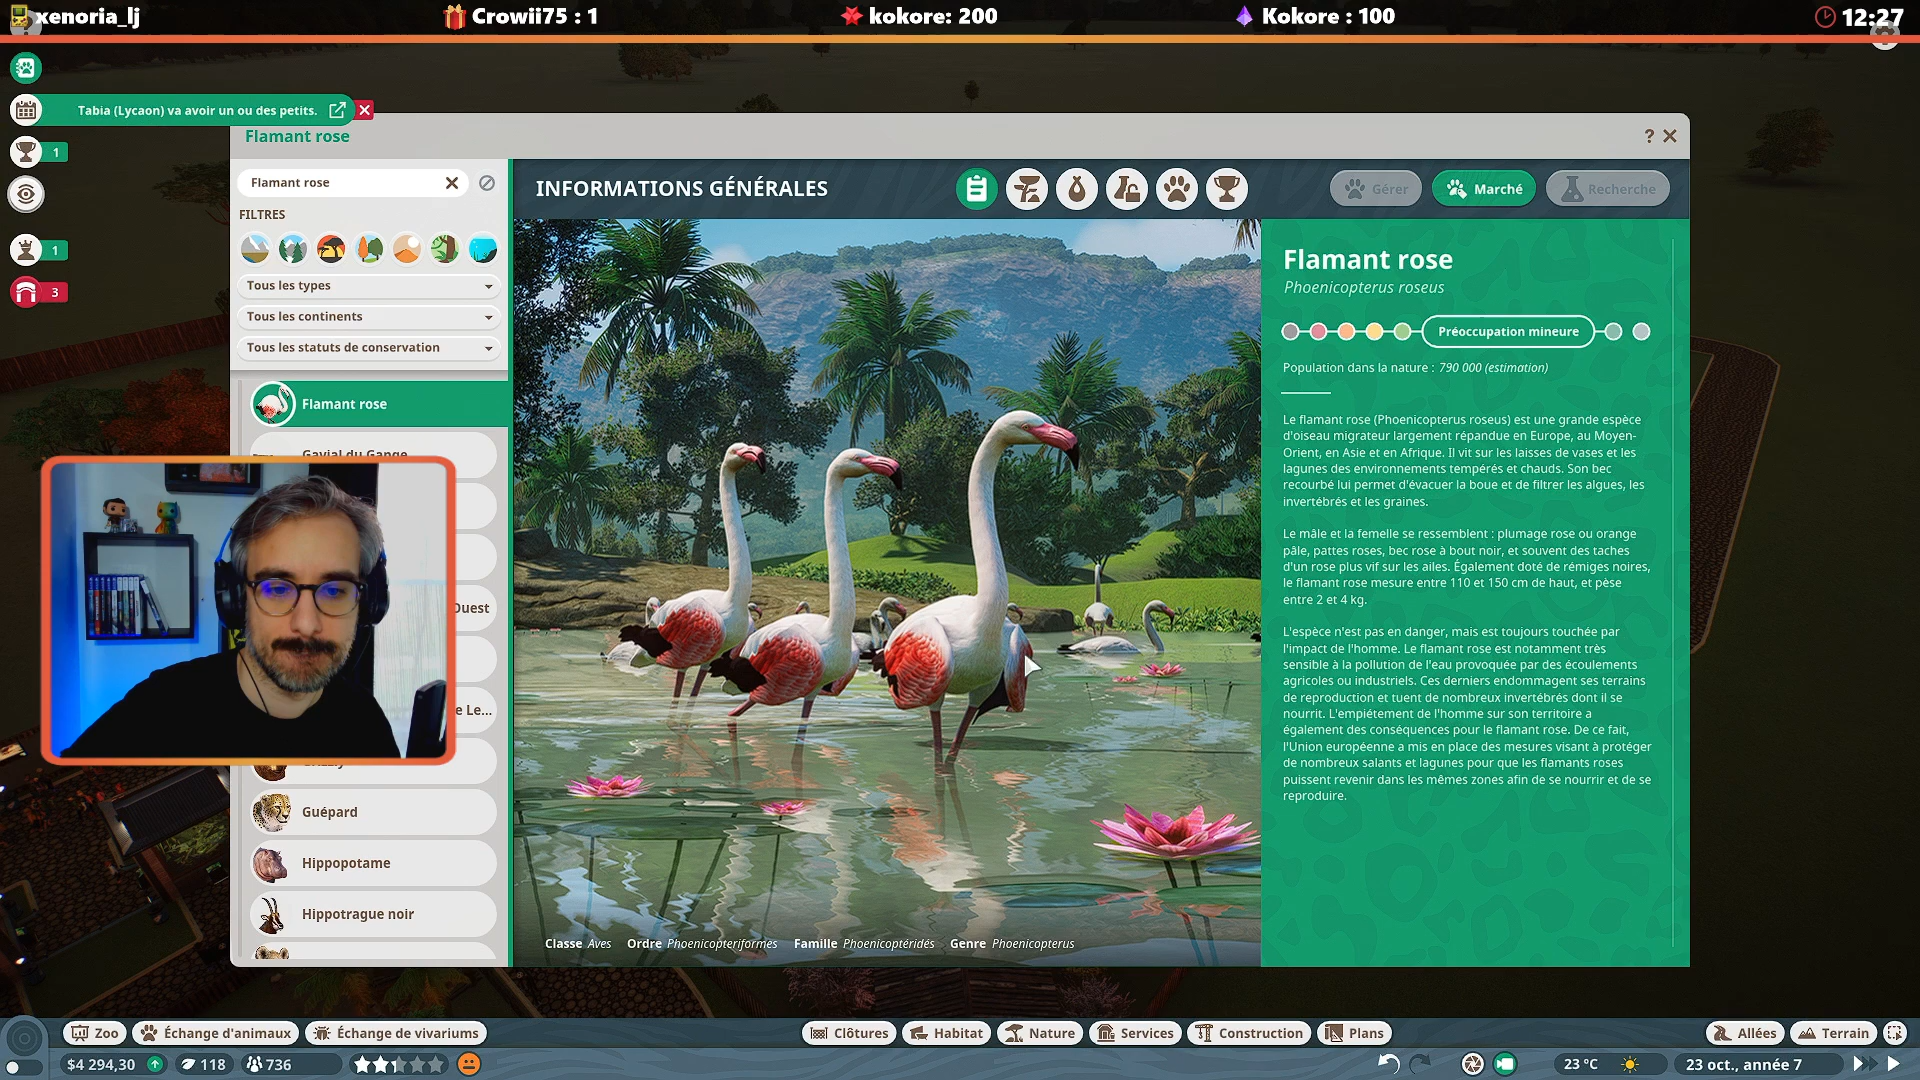 xenoria_lj
Crowii75 : 1
kokore: 200
Kokore : 100
12:27
Tabia (Lycaon) va avoir un ou des petits.
1
1
3
Flamant rose
?
Flamant rose
FILTRES
Tous les types
Tous les continents
Tous les statuts de conservation
Flamant rose
Gavial du Gange
Ouest
e Le...
Guépard
Hippopotame
Hippotrague noir
INFORMATIONS GÉNÉRALES
Gérer
Marché
Recherche
Classe Aves Ordre Phoenicopteriformes Famille Phoenicoptéridés Genre Phoenicopterus
Flamant rose
Phoenicopterus roseus
Préoccupation mineure
Population dans la nature : 790 000 (estimation)
Le flamant rose (Phoenicopterus roseus) est une grande espèce
d'oiseau migrateur largement répandue en Europe, au Moyen-
Orient, en Asie et en Afrique. Il vit sur les laisses de vases et les
lagunes des environnements tempérés et chauds. Son bec
recourbé lui permet d'évacuer la boue et de filtrer les algues, les
invertébrés et les graines.
Le mâle et la femelle se ressemblent : plumage rose ou orange
pâle, pattes roses, bec rose à bout noir, et souvent des taches
d'un rose plus vif sur les ailes. Également doté de rémiges noires,
le flamant rose mesure entre 110 et 150 cm de haut, et pèse
entre 2 et 4 kg.
L'espèce n'est pas en danger, mais est toujours touchée par
l'impact de l'homme. Le flamant rose est notamment très
sensible à la pollution de l'eau provoquée par des écoulements
agricoles ou industriels. Ces derniers endommagent ses terrains
de reproduction et tuent de nombreux invertébrés dont il se
nourrit. L'empiétement de l'homme sur son territoire a
également des conséquences pour le flamant rose. De ce fait,
l'Union européenne a mis en place des mesures visant à protéger
de nombreux salants et lagunes pour que les flamants roses
puissent revenir dans les mêmes zones afin de se nourrir et de se
reproduire.
Zoo
Échange d'animaux
Échange de vivariums
Clôtures
Habitat
Nature
Services
Construction
Plans
Allées
Terrain
$4 294,30
118
736
23 °C
23 oct., année 7